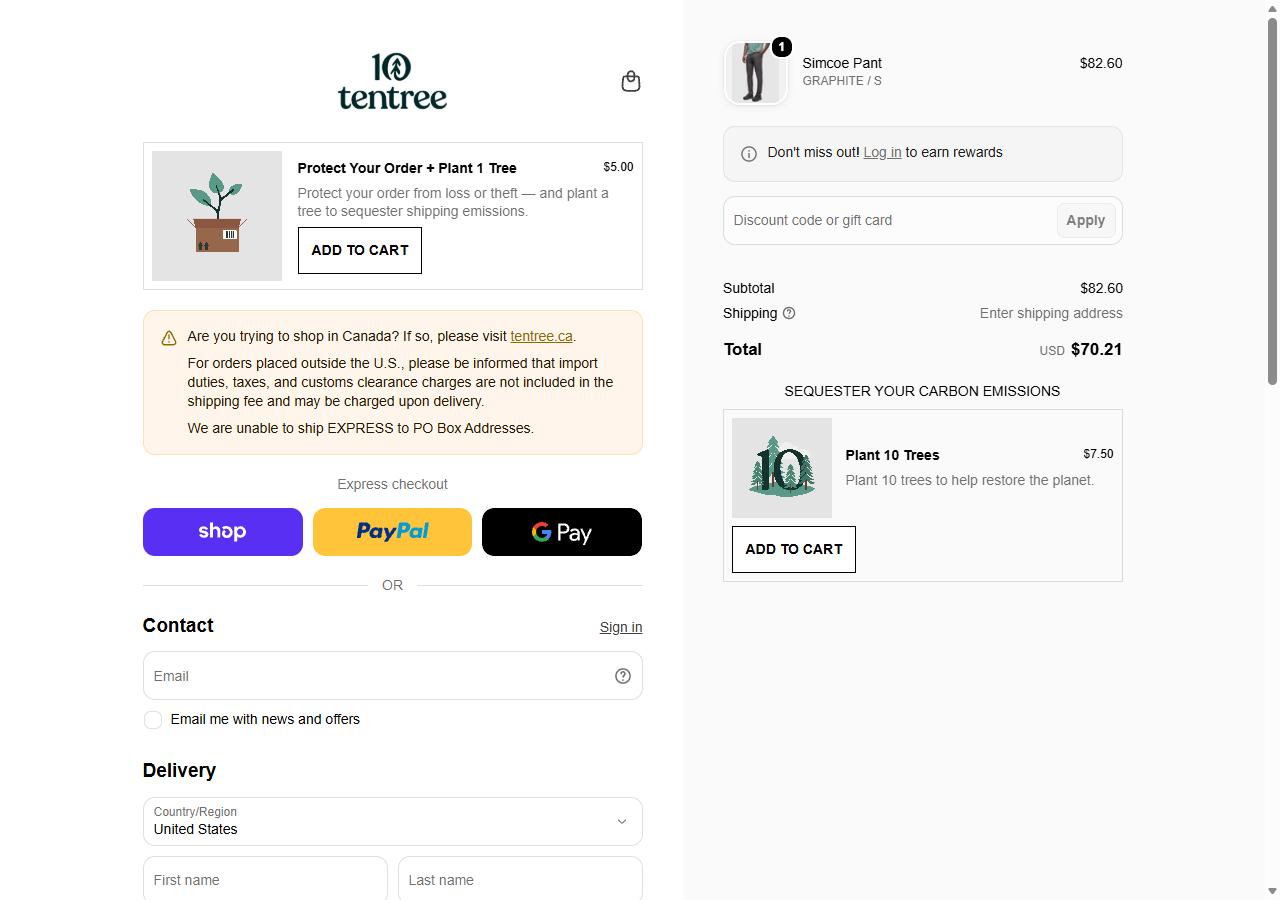 10
tentree
Protect Your Order + Plant 1 Tree
$5.00
Protect your order from loss or theft — and plant a
tree to sequester shipping emissions.
ADD TO CART
Are you trying to shop in Canada? If so, please visit tentree.ca.
For orders placed outside the U.S., please be informed that import
duties, taxes, and customs clearance charges are not included in the
shipping fee and may be charged upon delivery.
We are unable to ship EXPRESS to PO Box Addresses.
Express checkout
shop
PayPal
G Pay
OR
Contact
Sign in
Email
Email me with news and offers
Delivery
Country/Region
United States
First name
Last name
1
Simcoe Pant
$82.60
GRAPHITE / S
Don't miss out! Log in to earn rewards
Discount code or gift card
Apply
Subtotal
$82.60
Shipping
Enter shipping address
Total
USD $70.21
SEQUESTER YOUR CARBON EMISSIONS
10
Plant 10 Trees
$7.50
Plant 10 trees to help restore the planet.
ADD TO CART